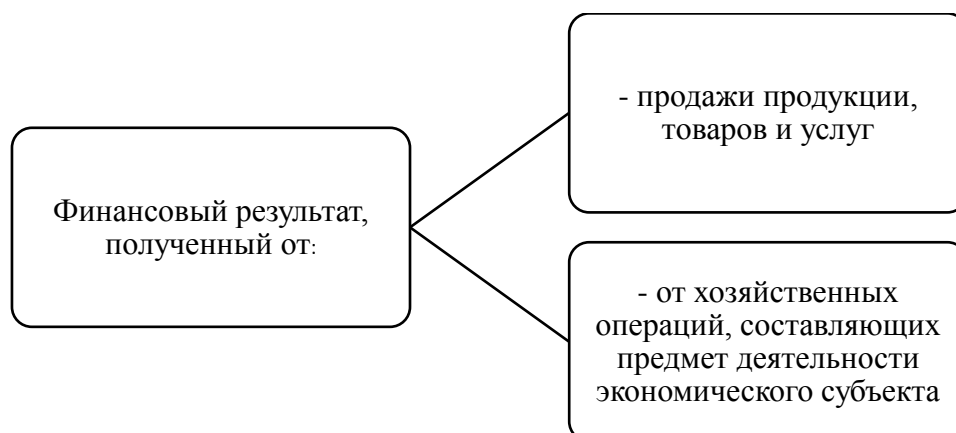 Финансовый результат,
полученный от:
- продажи продукции,
товаров и услуг
- от хозяйственных
операций, составляющих
предмет деятельности
экономического субъекта